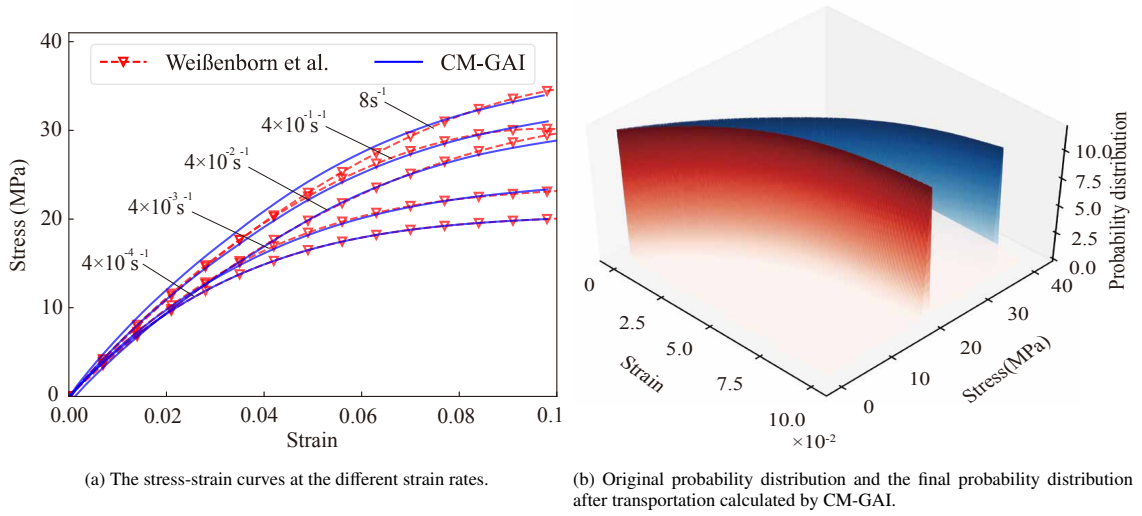 Weißenborn et al.
CM-GAI
40
30
20
10
0
Stress (MPa)
8s⁻¹
4×10⁻¹s⁻¹
4×10⁻²s⁻¹
4×10⁻³s⁻¹
4×10⁻⁴s⁻¹
0.00
0.02
0.04
0.06
0.08
0.1
Strain
(a) The stress-strain curves at the different strain rates.
Probability distribution
10.0
7.5
5.0
2.5
0.0
0
2.5
5.0
7.5
10.0
×10⁻²
Strain
0
10
20
30
40
Stress(MPa)
(b) Original probability distribution and the final probability distribution
after transportation calculated by CM-GAI.